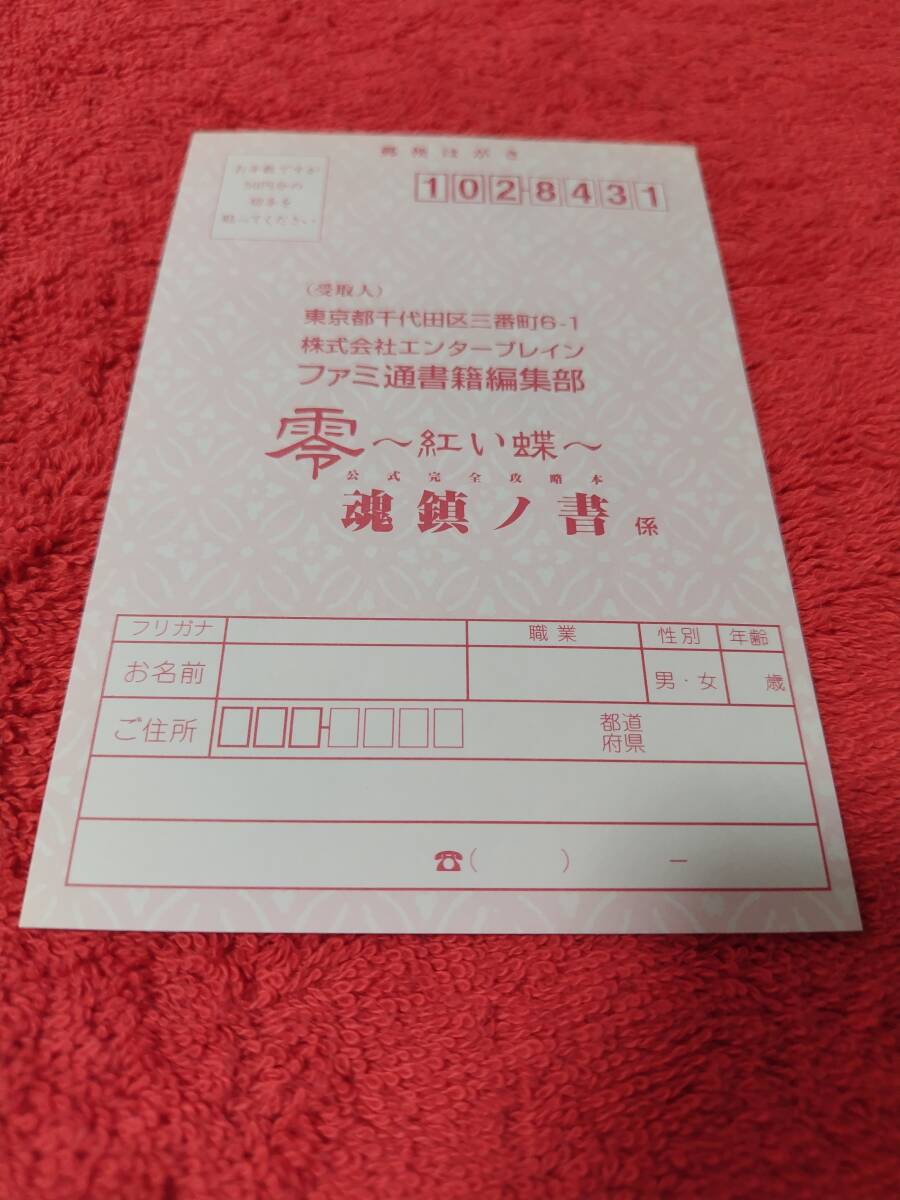 郵便はがき
お手数ですが
50円分の
切手を
貼ってください
102-8431
（受取人）
東京都千代田区三番町6-1
株式会社エンターブレイン
ファミ通書籍編集部
零～紅い蝶～
公式完全攻略本
魂鎮ノ書 係
フリガナ 職業 性別 年齢
お名前 男・女 歳
ご住所 - 都道
府県
☎( ) －